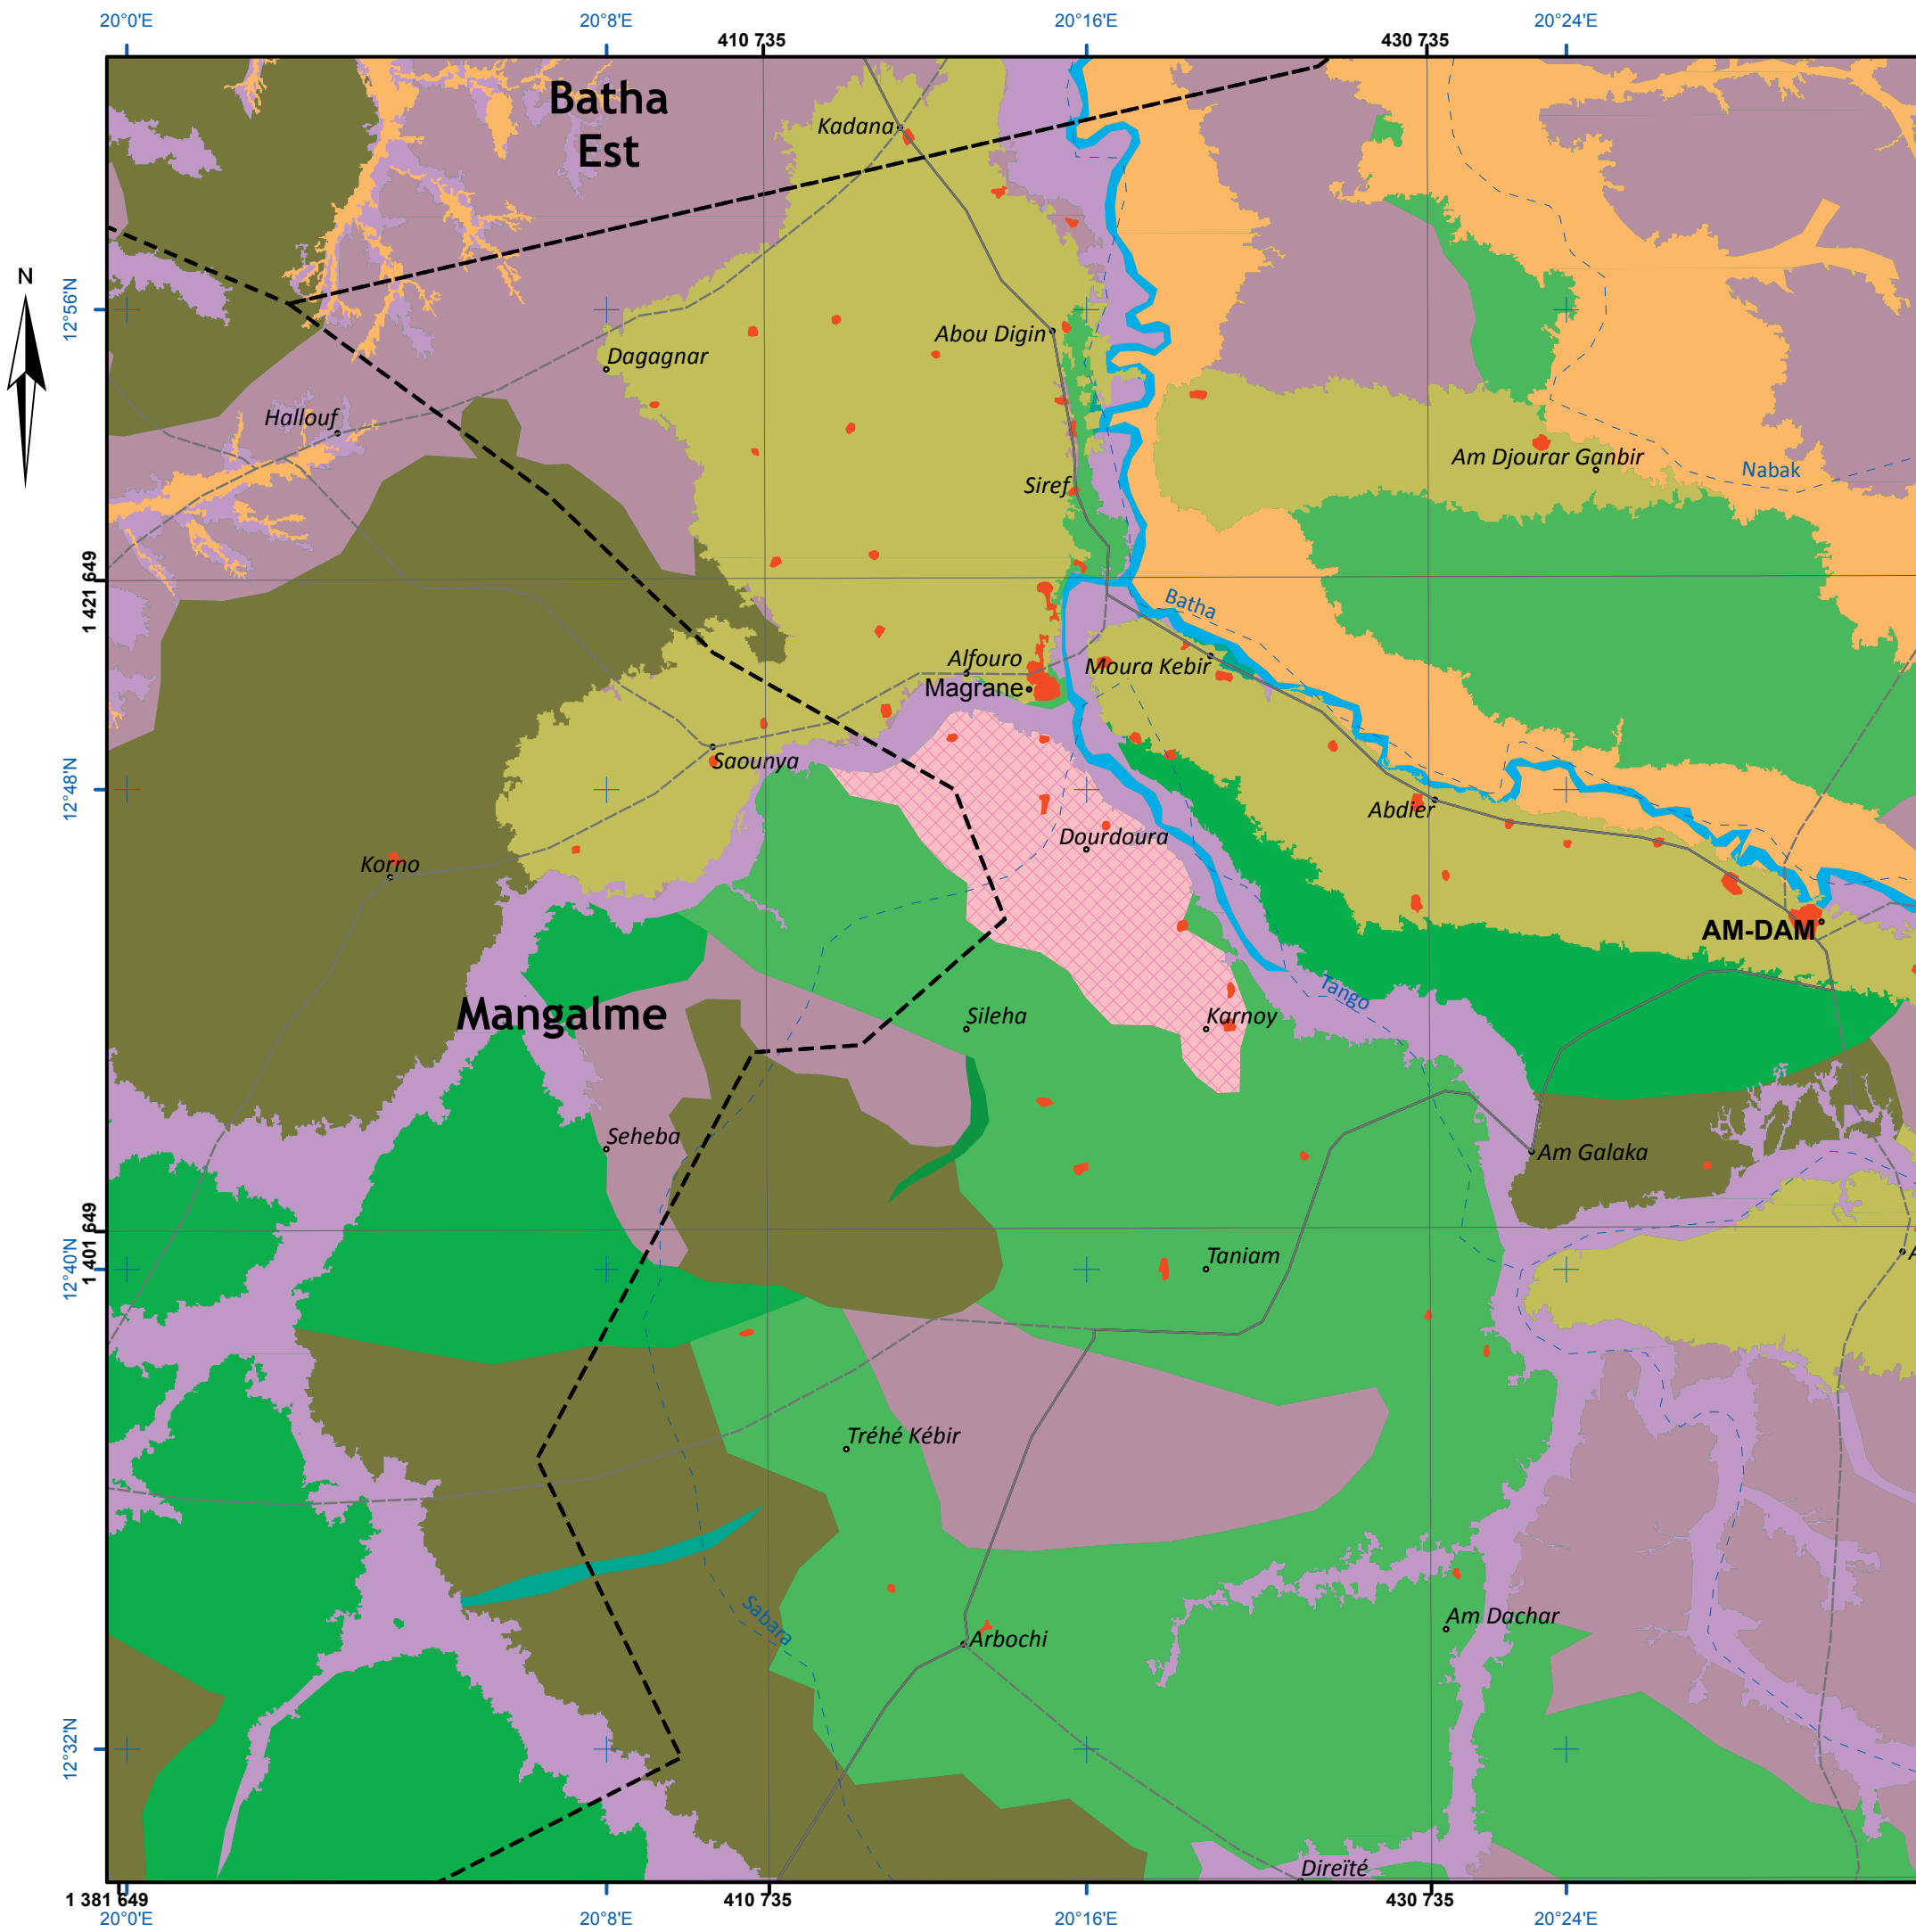 20°0'E
20°8'E
20°16'E
20°24'E
410 735
430 735
Batha
Est
Kadana
N
12°56'N
Abou Digin
Dagagnar
Hallouf
Am Djourar Ganbir
Nabak
Siref
1 421 649
Batha
Alfouro
Moura Kebir
Magrane
Saounya
12°48'N
Abdier
Dourdoura
Korno
AM-DAM
Tango
Mangalme
Sileha
Karnoy
Seheba
Am Galaka
1 401 649
12°40'N
Taniam
A
Tréhé Kébir
Sabara
Am Dachar
Arbochi
12°32'N
Direïté
1 381 649
410 735
430 735
20°0'E
20°8'E
20°16'E
20°24'E